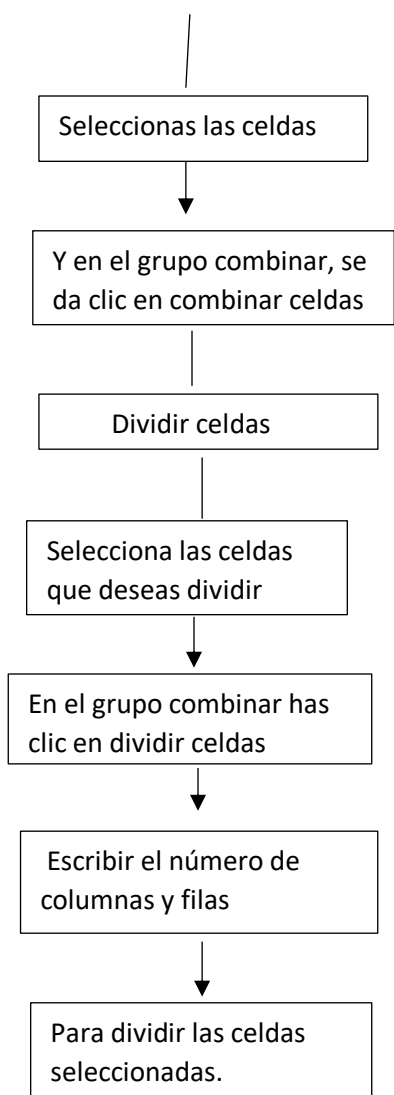 Seleccionas las celdas
Y en el grupo combinar, se
da clic en combinar celdas
Dividir celdas
Selecciona las celdas
que deseas dividir
En el grupo combinar has
clic en dividir celdas
Escribir el número de
columnas y filas
Para dividir las celdas
seleccionadas.